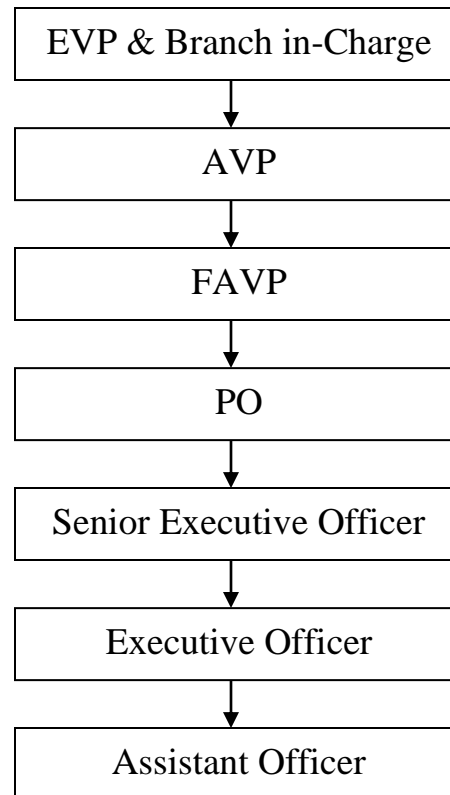 EVP & Branch in-Charge
AVP
FAVP
PO
Senior Executive Officer
Executive Officer
Assistant Officer